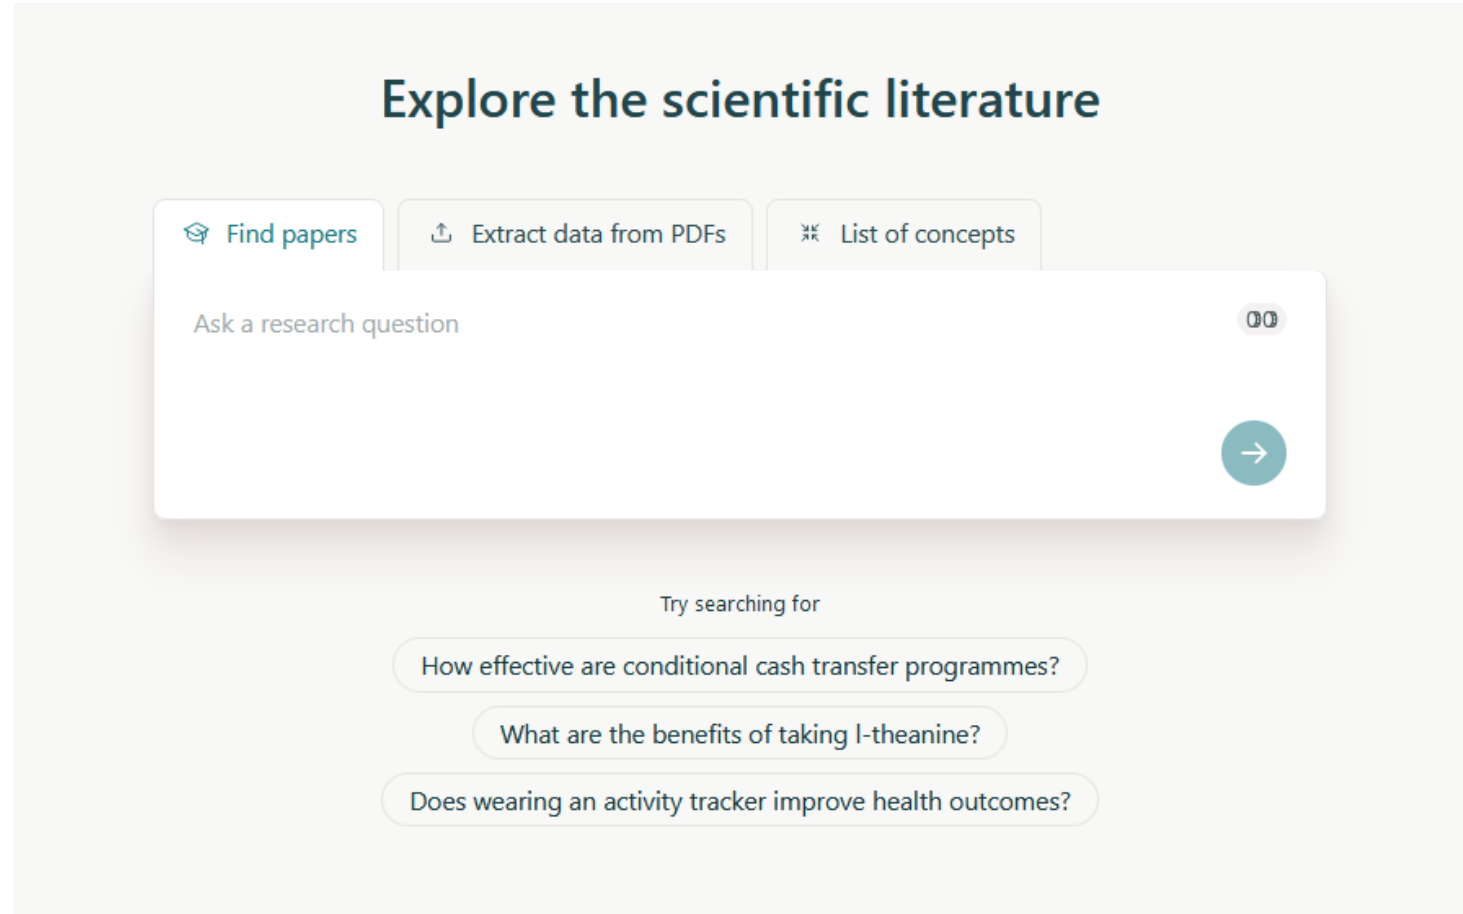 Explore the scientific literature
Find papers
Extract data from PDFs
List of concepts
Ask a research question
Try searching for
How effective are conditional cash transfer programmes?
What are the benefits of taking l-theanine?
Does wearing an activity tracker improve health outcomes?